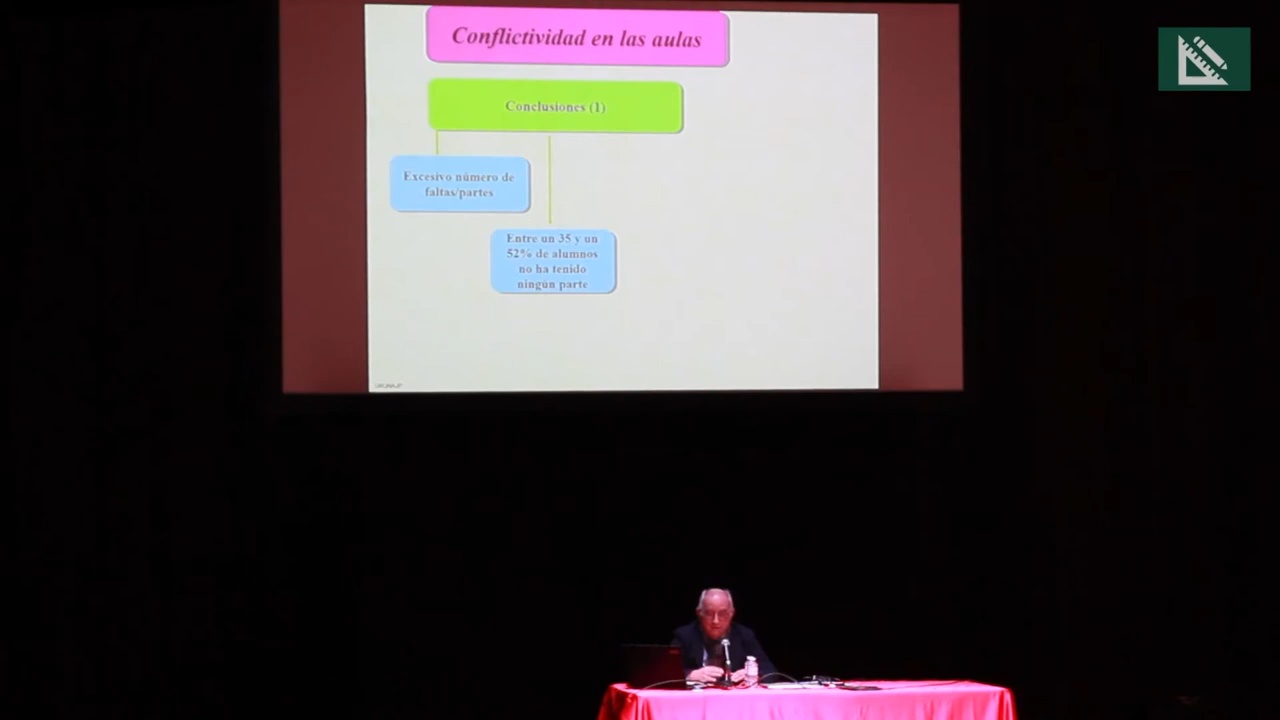 Conflictividad en las aulas
Conclusiones (1)
Excesivo número de
faltas/partes
Entre un 35 y un
52% de alumnos
no ha tenido
ningún parte